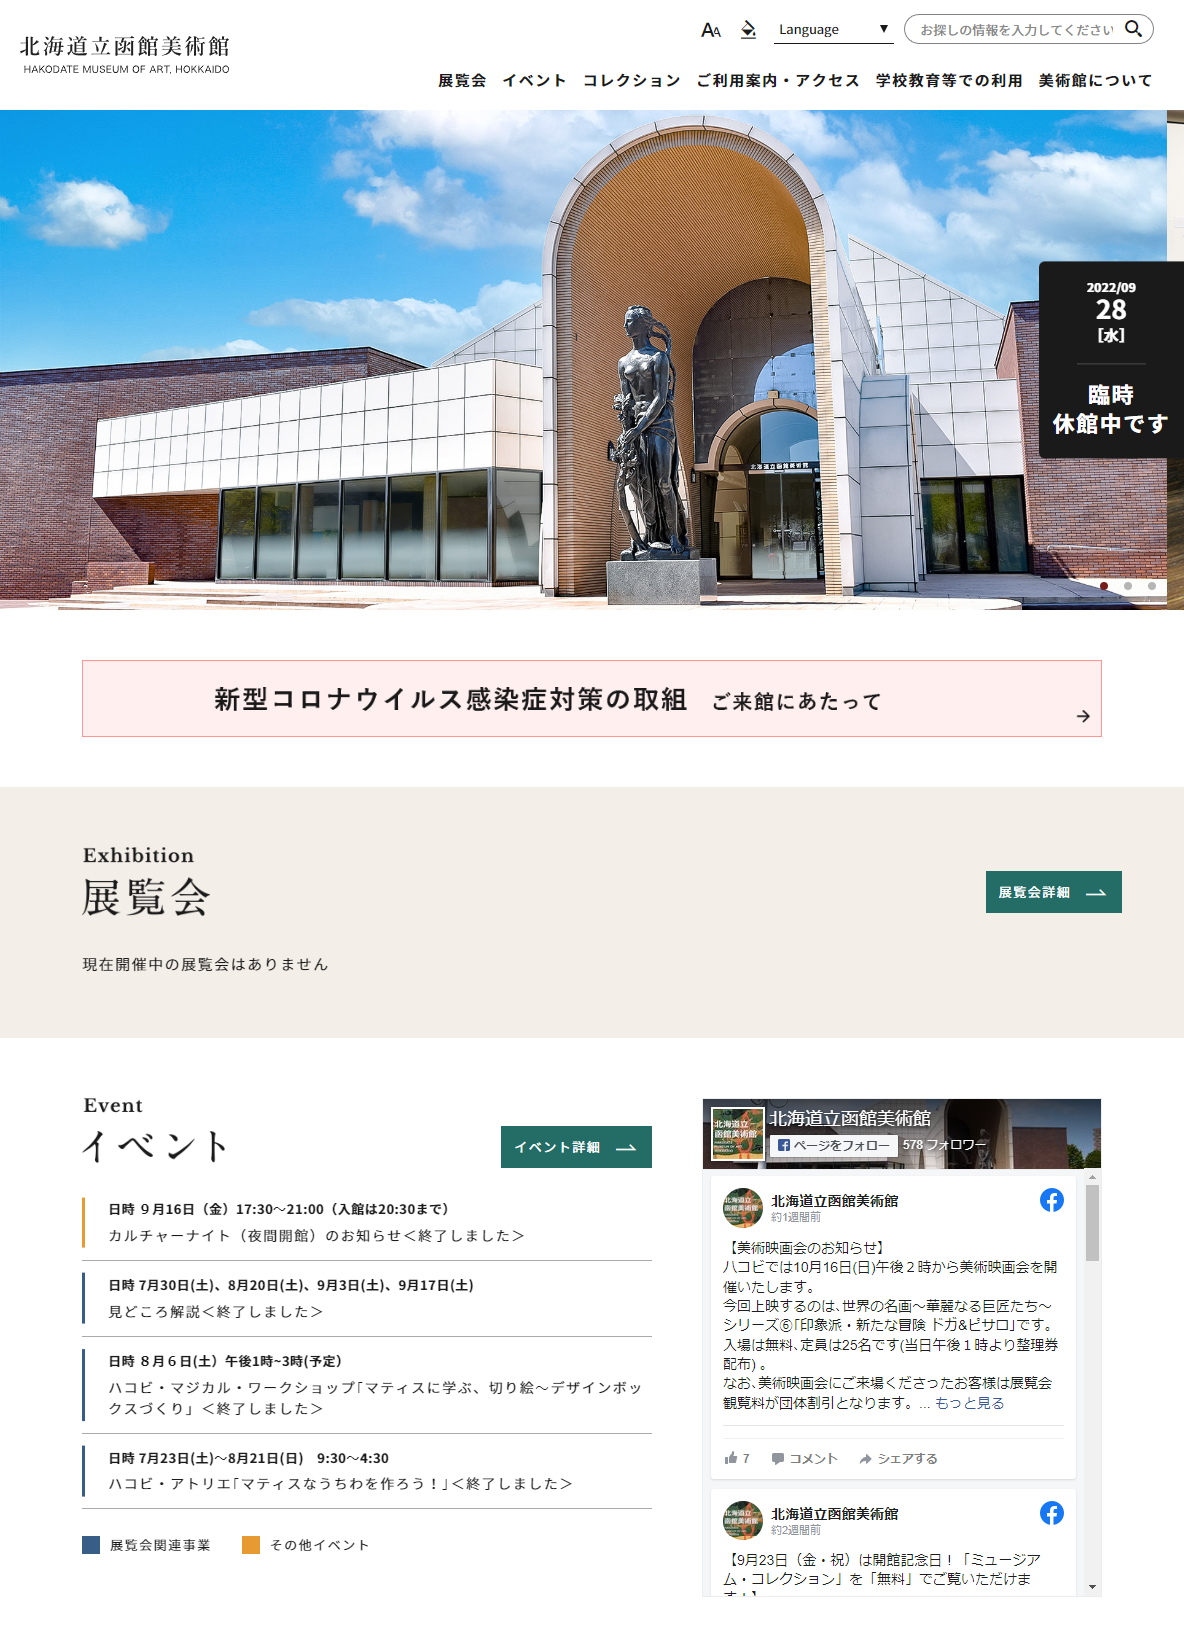 北海道立函館美術館
HAKODATE MUSEUM OF ART, HOKKAIDO
AA
Language ▼
お探しの情報を入力してください
展覧会 イベント コレクション ご利用案内・アクセス 学校教育等での利用 美術館について
2022/09
28
[水]
臨時
休館中です
北海道立函館美術館
新型コロナウイルス感染症対策の取組 ご来館にあたって
Exhibition
展覧会
展覧会詳細
現在開催中の展覧会はありません
Event
イベント
イベント詳細
日時 ９月16日（金）17:30～21:00（入館は20:30まで）
カルチャーナイト（夜間開館）のお知らせ＜終了しました＞
日時 7月30日(土)、8月20日(土)、9月3日(土)、9月17日(土)
見どころ解説＜終了しました＞
日時 ８月６日(土）午後1時~3時(予定）
ハコビ・マジカル・ワークショップ｢マティスに学ぶ、切り絵～デザインボッ
クスづくり」＜終了しました＞
日時 7月23日(土)～8月21日(日)　9:30～4:30
ハコビ・アトリエ｢マティスなうちわを作ろう！｣＜終了しました＞
展覧会関連事業 その他イベント
北海道立函館美術館
ページをフォロー 578 フォロワー
北海道立函館美術館
約1週間前
【美術映画会のお知らせ】
ハコビでは10月16日(日)午後２時から美術映画会を開
催いたします。
今回上映するのは､世界の名画～華麗なる巨匠たち～
シリーズ⑥｢印象派・新たな冒険 ドガ&ピサロ｣です。
入場は無料､定員は25名です(当日午後１時より整理券
配布) 。
なお､美術映画会にご来場くださったお客様は展覧会
観覧料が団体割引となります。... もっと見る
7 コメント シェアする
北海道立函館美術館
約2週間前
【9月23日（金・祝）は開館記念日！「ミュージア
ム・コレクション」を「無料」でご覧いただけま
す！】